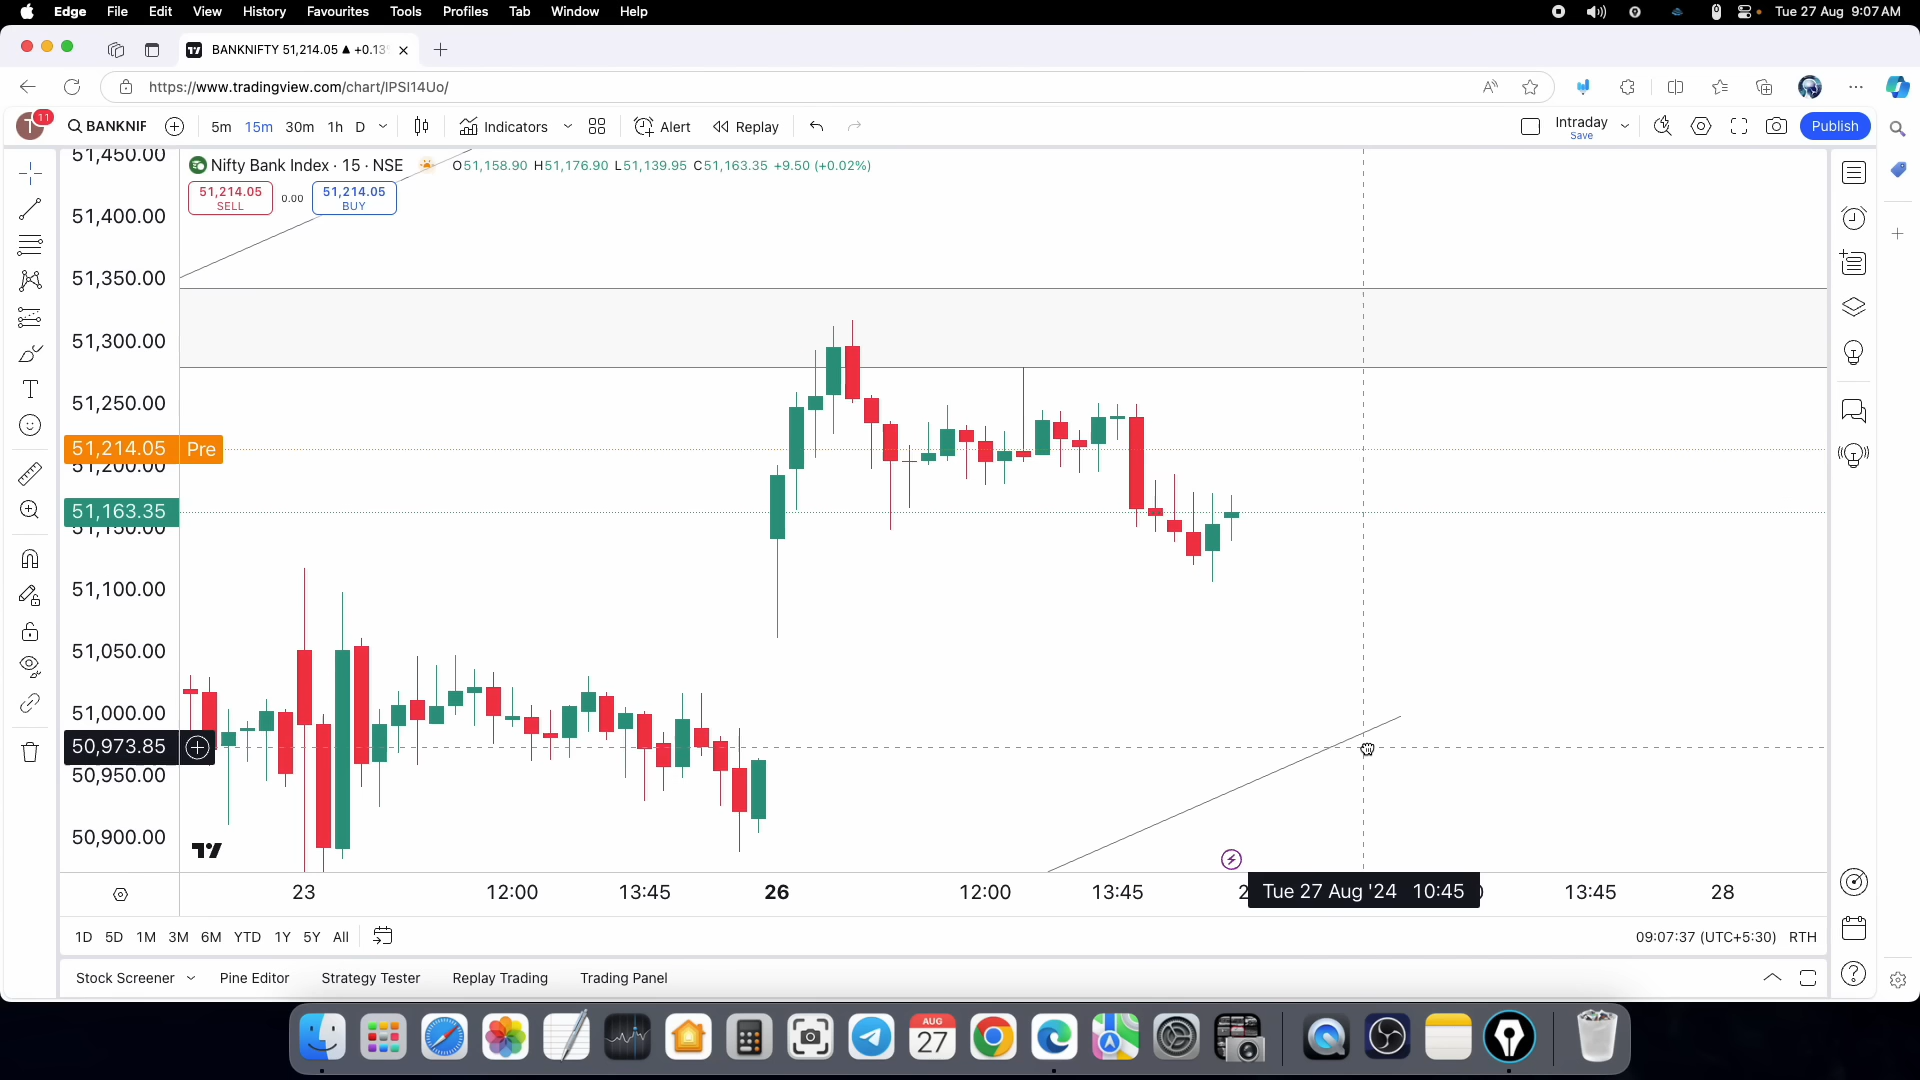 Edge File Edit View History Favourites Tools Profiles Tab Window Help Tue 27 Aug 9:07 AM
BANKNIFTY 51,214.05 ▲ +0.13
https://www.tradingview.com/chart/IPSI14Uo/
T 11 BANKNIF 5m 15m 30m 1h D Indicators Alert Replay Intraday Publish
Save
Nifty Bank Index · 15 · NSE O51,158.90 H51,176.90 L51,139.95 C51,163.35 +9.50 (+0.02%)
51,214.05 0.00 51,214.05
SELL BUY
51,450.00
51,400.00
51,350.00
51,300.00
51,250.00
51,214.05 Pre
51,200.00
51,163.35
51,150.00
51,100.00
51,050.00
51,000.00
50,973.85
50,950.00
50,900.00
23 12:00 13:45 26 12:00 13:45 2 Tue 27 Aug '24 10:45 13:45 28
1D 5D 1M 3M 6M YTD 1Y 5Y All 09:07:37 (UTC+5:30) RTH
Stock Screener Pine Editor Strategy Tester Replay Trading Trading Panel
AUG
27